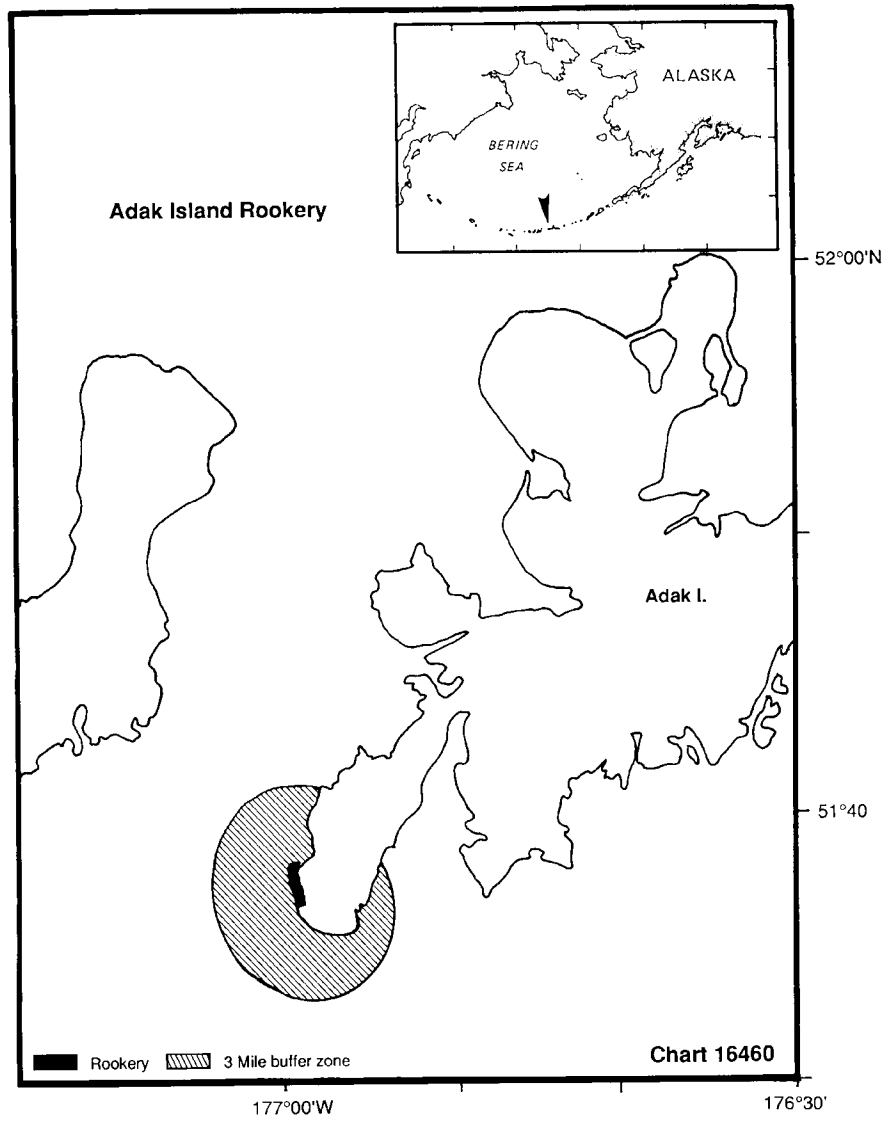 ALASKA
BERING
SEA
Adak Island Rookery
52°00'N
Adak I.
51°40
Rookery
3 Mile buffer zone
Chart 16460
177°00'W
176°30'